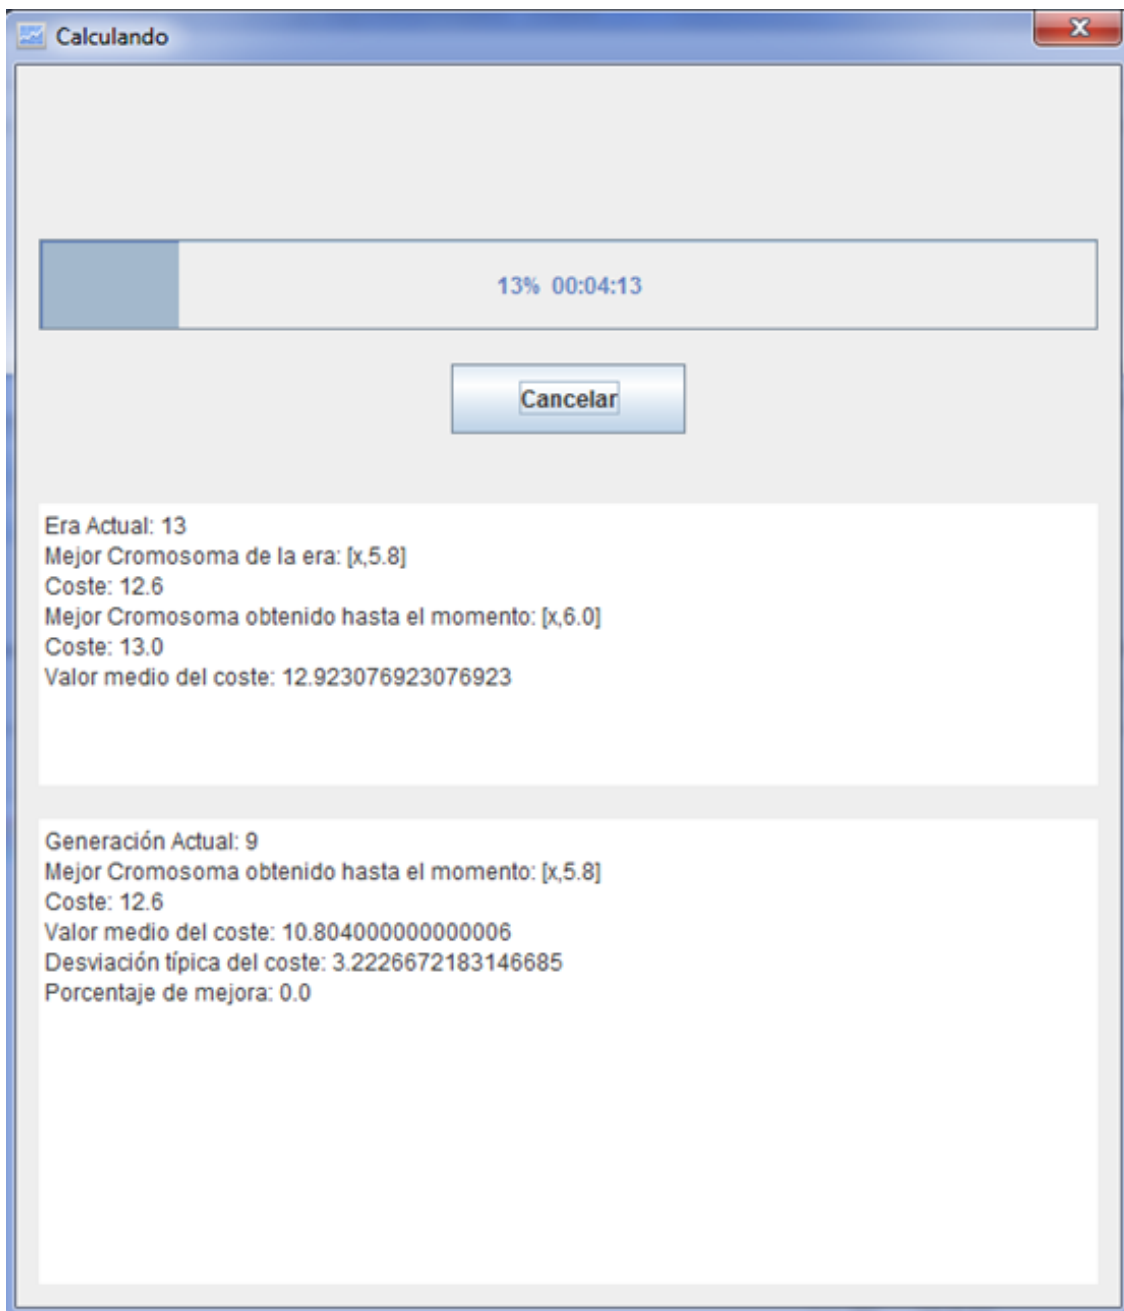 Calculando
13% 00:04:13
Cancelar
Era Actual: 13
Mejor Cromosoma de la era: [x,5.8]
Coste: 12.6
Mejor Cromosoma obtenido hasta el momento: [x,6.0]
Coste: 13.0
Valor medio del coste: 12.923076923076923
Generación Actual: 9
Mejor Cromosoma obtenido hasta el momento: [x,5.8]
Coste: 12.6
Valor medio del coste: 10.804000000000006
Desviación típica del coste: 3.2226672183146685
Porcentaje de mejora: 0.0